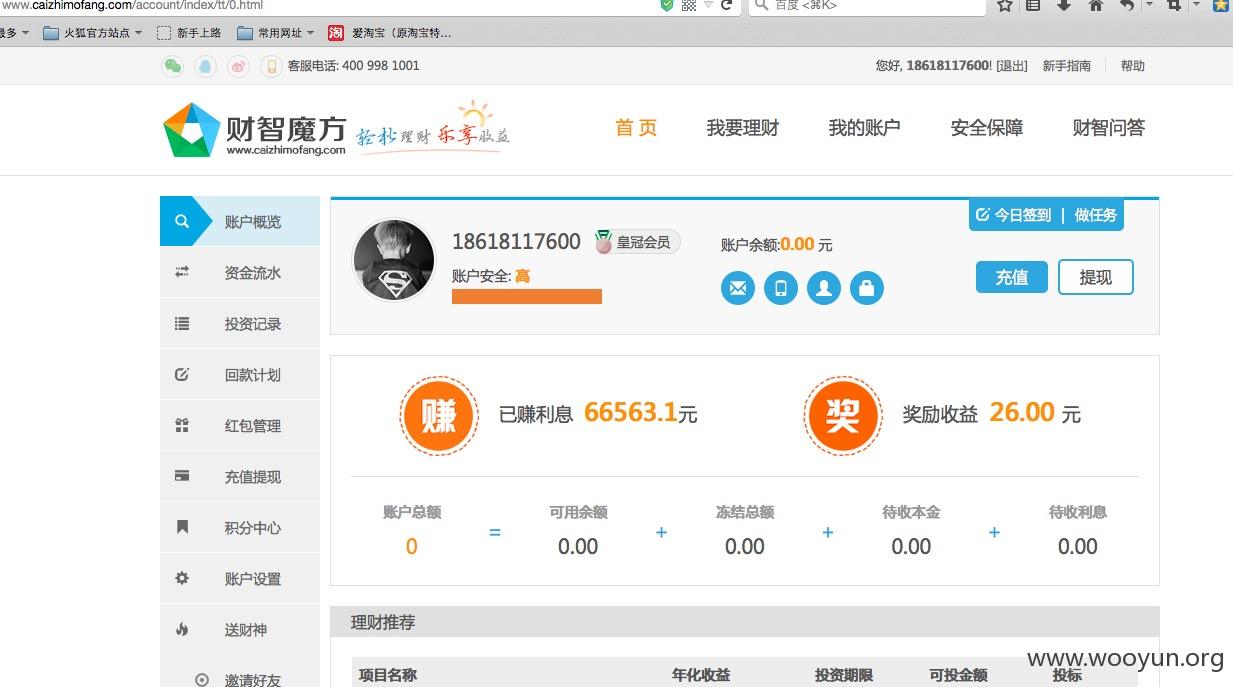 www.caizhimofang.com/account/index/tt/0.html
百度 <⌘K>
最多 火狐官方站点 新手上路 常用网址 淘 爱淘宝（原淘宝特...
客服电话: 400 998 1001 您好, 18618117600! [退出] 新手指南 帮助
财智魔方 轻松理财 乐享收益
www.caizhimofang.com
首 页 我要理财 我的账户 安全保障 财智问答
账户概览
资金流水
投资记录
回款计划
红包管理
充值提现
积分中心
账户设置
送财神
邀请好友
今日签到 | 做任务
18618117600 皇冠会员
账户安全: 高
账户余额:0.00 元
充值 提现
赚 已赚利息 66563.1元 奖 奖励收益 26.00 元
账户总额 可用余额 冻结总额 待收本金 待收利息
0 = 0.00 + 0.00 + 0.00 + 0.00
理财推荐
项目名称 年化收益 投资期限 可投金额 投标
www.wooyun.org